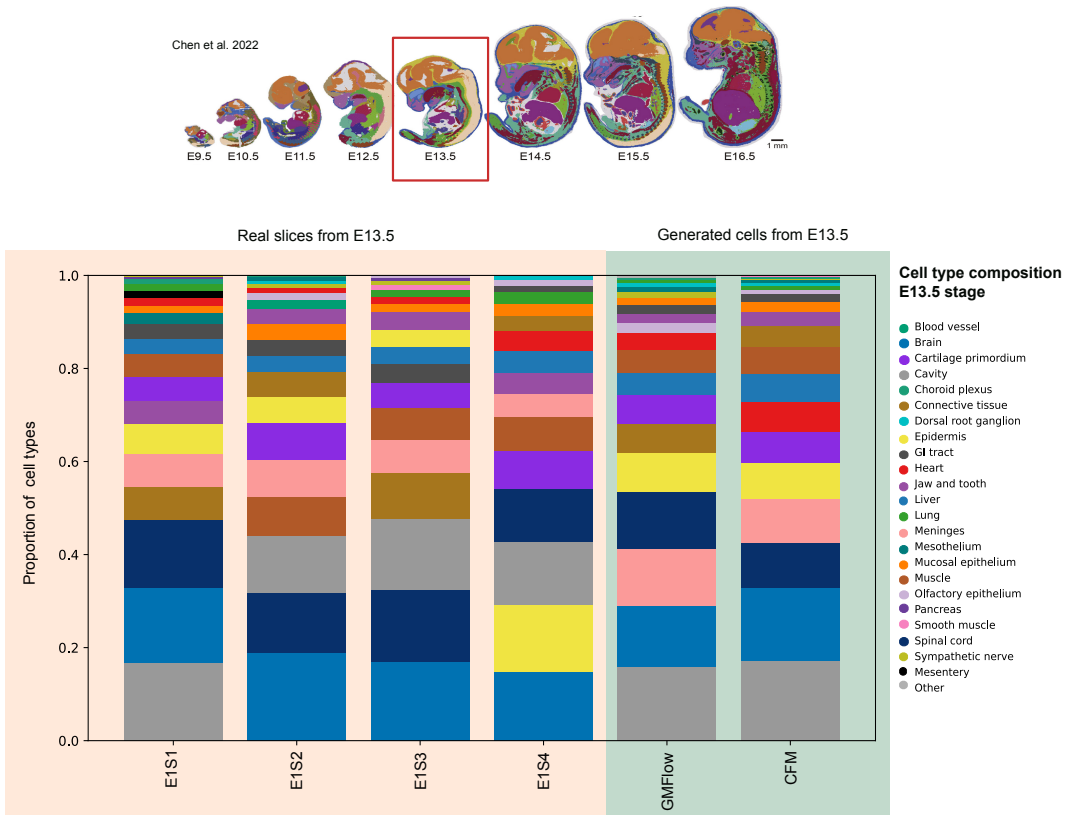 Chen et al. 2022
E9.5
E10.5
E11.5
E12.5
E13.5
E14.5
E15.5
E16.5
1 mm
Real slices from E13.5
Generated cells from E13.5
Proportion of cell types
1.0
0.8
0.6
0.4
0.2
0.0
E1S1
E1S2
E1S3
E1S4
GMFlow
CFM
Cell type composition
E13.5 stage
Blood vessel
Brain
Cartilage primordium
Cavity
Choroid plexus
Connective tissue
Dorsal root ganglion
Epidermis
GI tract
Heart
Jaw and tooth
Liver
Lung
Meninges
Mesothelium
Mucosal epithelium
Muscle
Olfactory epithelium
Pancreas
Smooth muscle
Spinal cord
Sympathetic nerve
Mesentery
Other